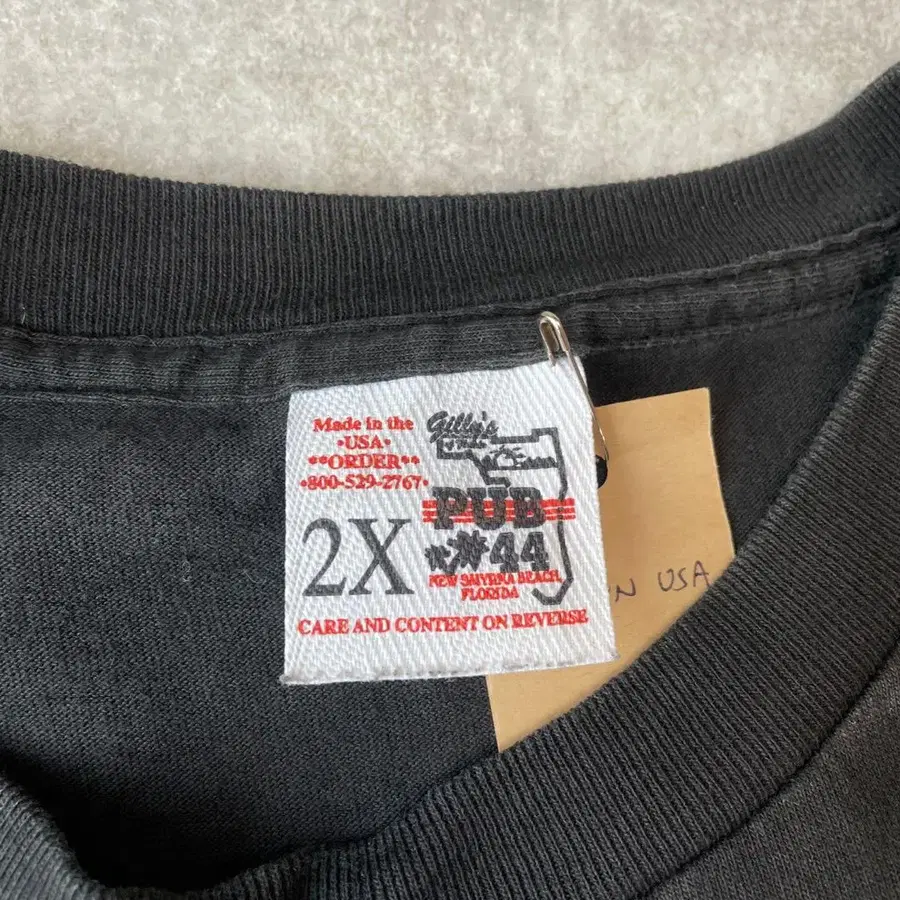 Made in the
•USA•
**ORDER**
•800-529-2767•
Gilly's
PUB
#44
NEW SMYRNA BEACH,
FLORIDA
2X
CARE AND CONTENT ON REVERSE
USA